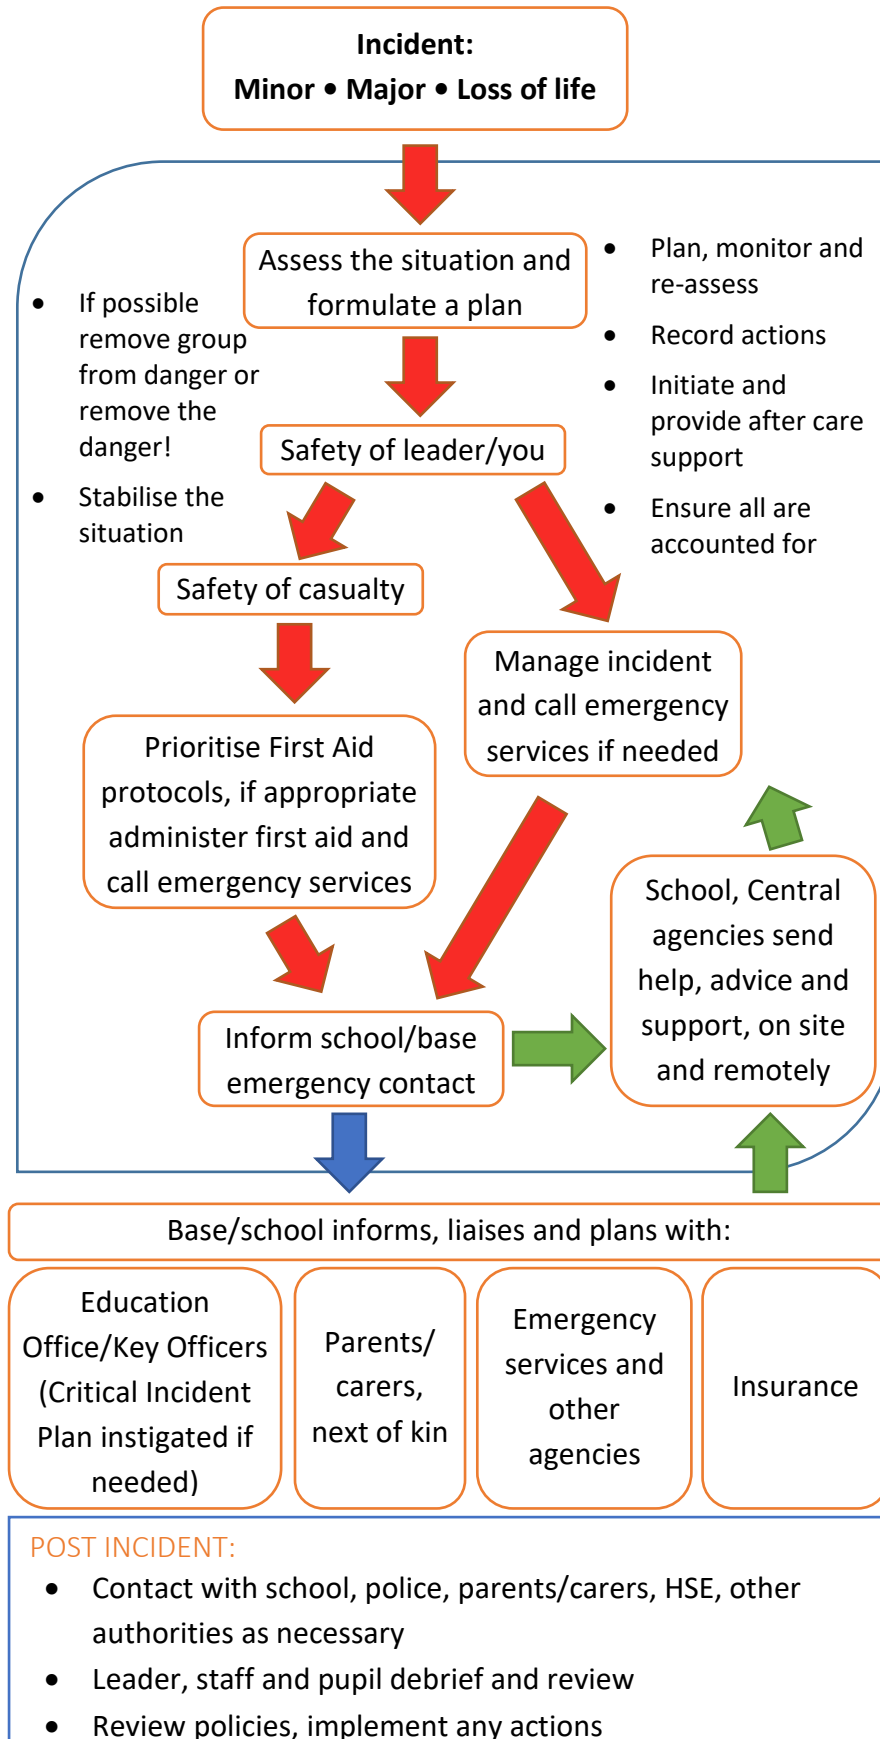 Incident:
Minor • Major • Loss of life
Assess the situation and
formulate a plan
• If possible
remove group
from danger or
remove the
danger!
• Stabilise the
situation
• Plan, monitor and
re-assess
• Record actions
• Initiate and
provide after care
support
• Ensure all are
accounted for
Safety of leader/you
Safety of casualty
Manage incident
and call emergency
services if needed
Prioritise First Aid
protocols, if appropriate
administer first aid and
call emergency services
School, Central
agencies send
help, advice and
support, on site
and remotely
Inform school/base
emergency contact
Base/school informs, liaises and plans with:
Education
Office/Key Officers
(Critical Incident
Plan instigated if
needed)
Parents/
carers,
next of kin
Emergency
services and
other
agencies
Insurance
POST INCIDENT:
• Contact with school, police, parents/carers, HSE, other
authorities as necessary
• Leader, staff and pupil debrief and review
• Review policies, implement any actions